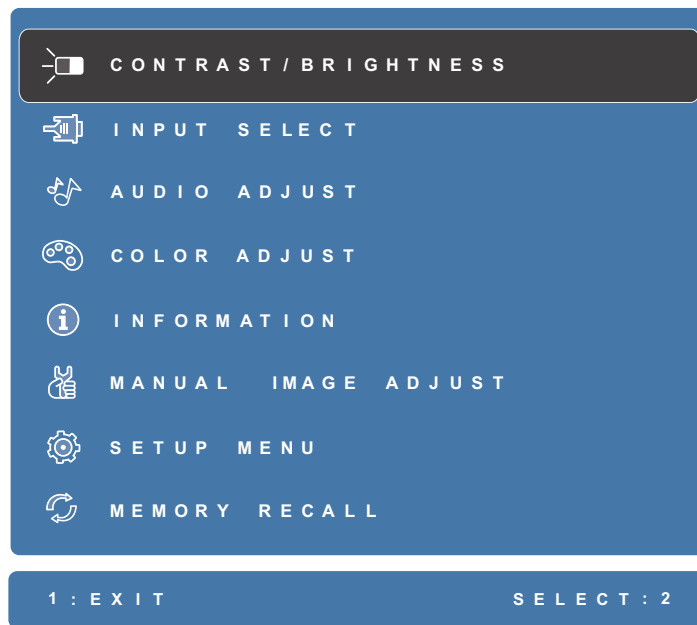 CONTRAST/BRIGHTNESS
INPUT SELECT
AUDIO ADJUST
COLOR ADJUST
INFORMATION
MANUAL IMAGE ADJUST
SETUP MENU
MEMORY RECALL
1:EXIT SELECT:2